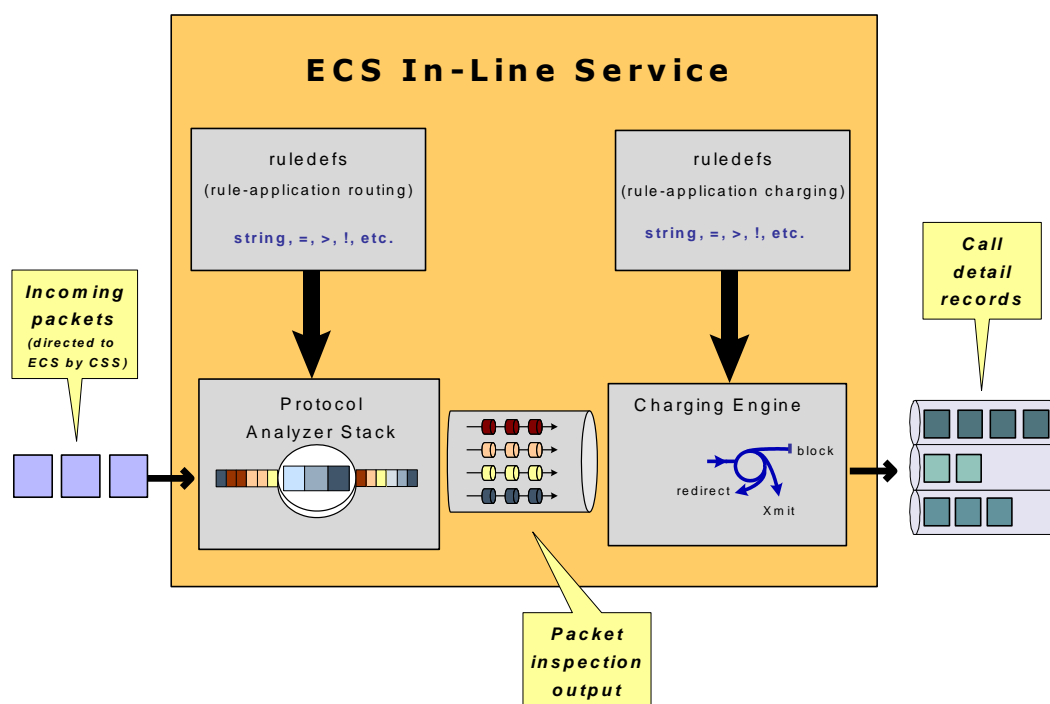 ECS In-Line Service
ruledefs
(rule-application routing)
string, =, >, !, etc.
ruledefs
(rule-application charging)
string, =, >, !, etc.
Incoming
packets
(directed to
ECS by CSS)
Call
detail
records
Protocol
Analyzer Stack
Charging Engine
block
redirect
Xmit
Packet
inspection
output